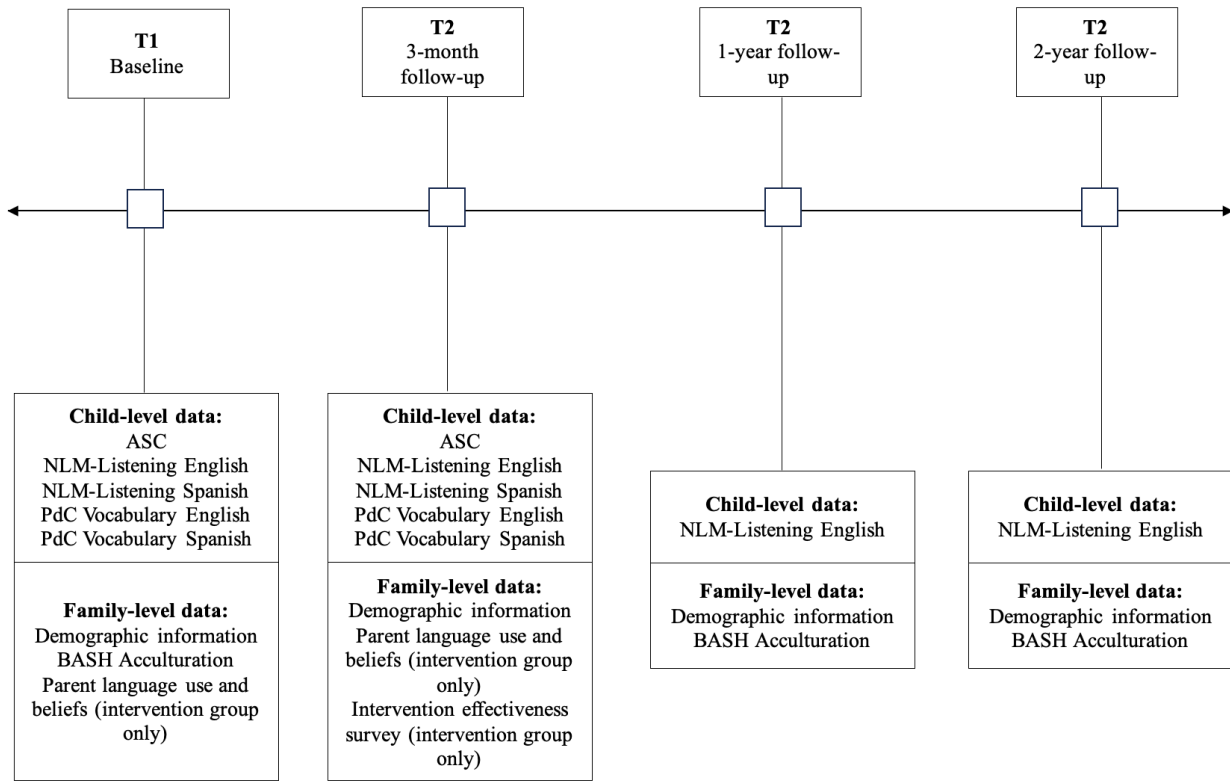 T1
Baseline
T2
3-month
follow-up
T2
1-year follow-
up
T2
2-year follow-
up
Child-level data:
ASC
NLM-Listening English
NLM-Listening Spanish
PdC Vocabulary English
PdC Vocabulary Spanish
Family-level data:
Demographic information
BASH Acculturation
Parent language use and
beliefs (intervention group
only)
Child-level data:
ASC
NLM-Listening English
NLM-Listening Spanish
PdC Vocabulary English
PdC Vocabulary Spanish
Family-level data:
Demographic information
Parent language use and
beliefs (intervention group
only)
Intervention effectiveness
survey (intervention group
only)
Child-level data:
NLM-Listening English
Family-level data:
Demographic information
BASH Acculturation
Child-level data:
NLM-Listening English
Family-level data:
Demographic information
BASH Acculturation